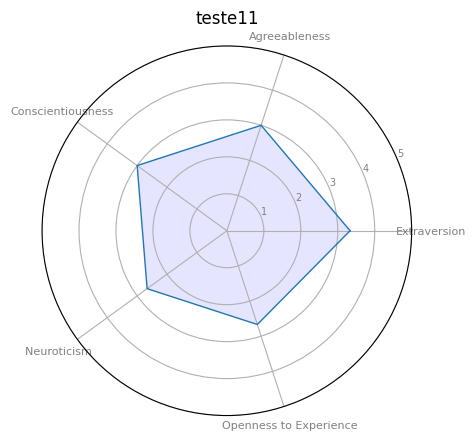 teste11
Agreeableness
Conscientiousness
5
4
3
2
1
Extraversion
Neuroticism
Openness to Experience